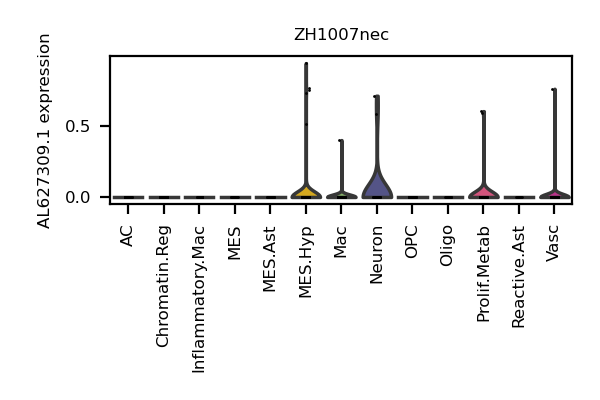 ZH1007nec
AL627309.1 expression
0.5
0.0
AC
Chromatin.Reg
Inflammatory.Mac
MES
MES.Ast
MES.Hyp
Mac
Neuron
OPC
Oligo
Prolif.Metab
Reactive.Ast
Vasc